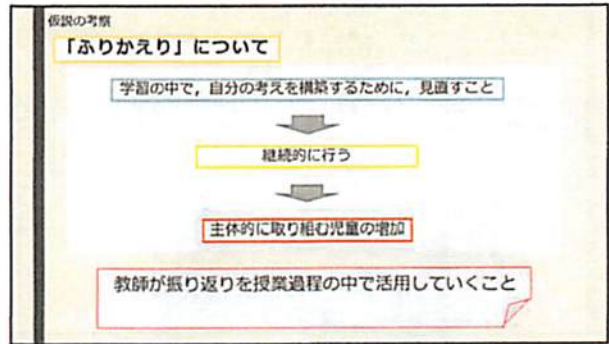 仮説の考察
「ふりかえり」について
学習の中で，自分の考えを構築するために，見直すこと
継続的に行う
主体的に取り組む児童の増加
教師が振り返りを授業過程の中で活用していくこと